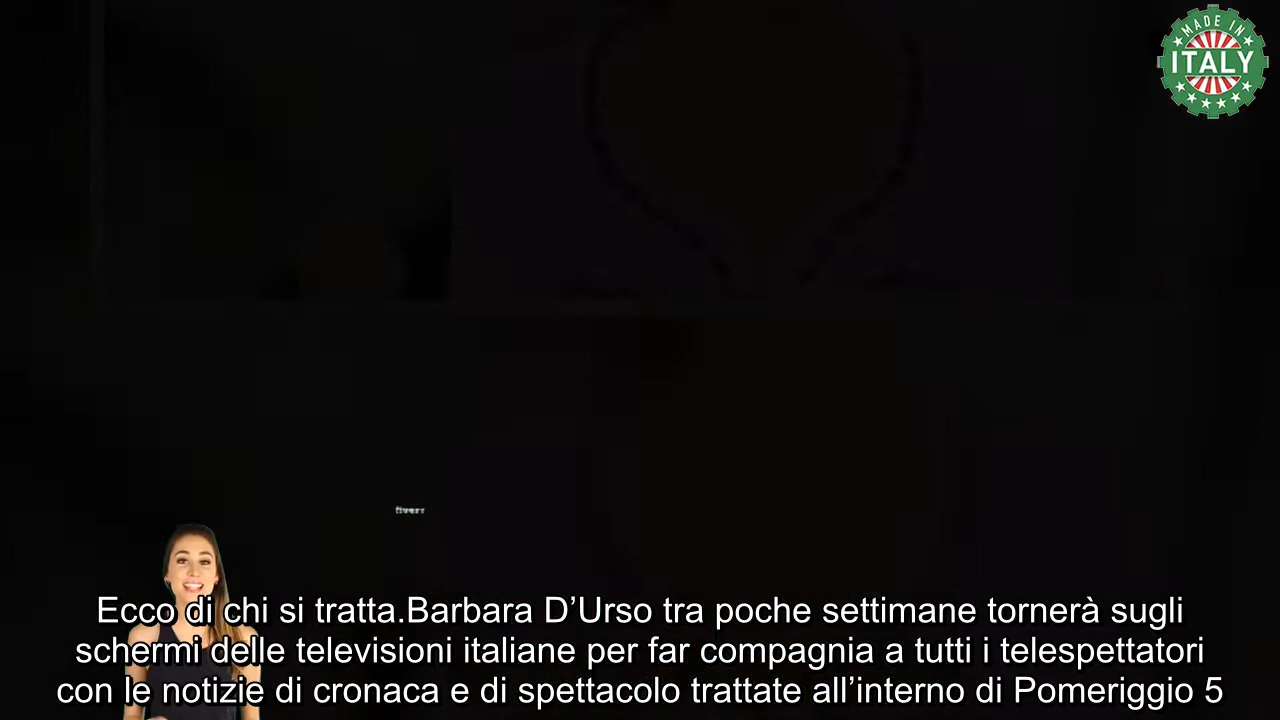 MADE IN
ITALY
fiverr
Ecco di chi si tratta.Barbara D’Urso tra poche settimane tornerà sugli
schermi delle televisioni italiane per far compagnia a tutti i telespettatori
con le notizie di cronaca e di spettacolo trattate all’interno di Pomeriggio 5